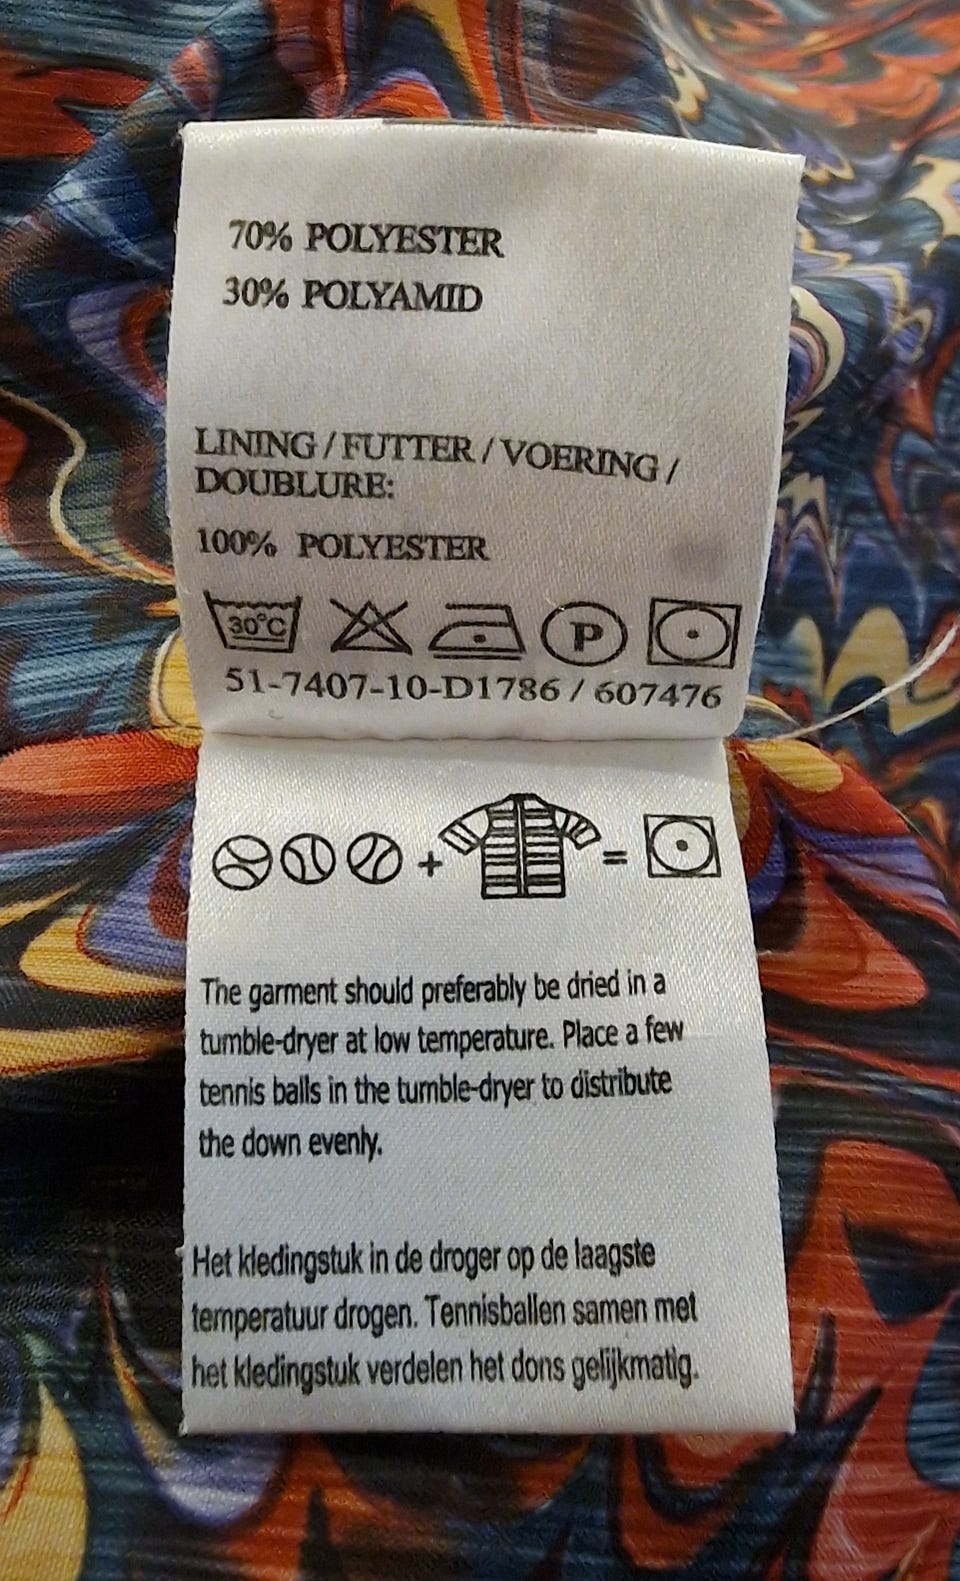 70% POLYESTER
30% POLYAMID
LINING / FUTTER / VOERING /
DOUBLURE:
100% POLYESTER
30°C P
51-7407-10-D1786 / 607476
+ =
The garment should preferably be dried in a
tumble-dryer at low temperature. Place a few
tennis balls in the tumble-dryer to distribute
the down evenly.
Het kledingstuk in de droger op de laagste
temperatuur drogen. Tennisballen samen met
het kledingstuk verdelen het dons gelijkmatig.